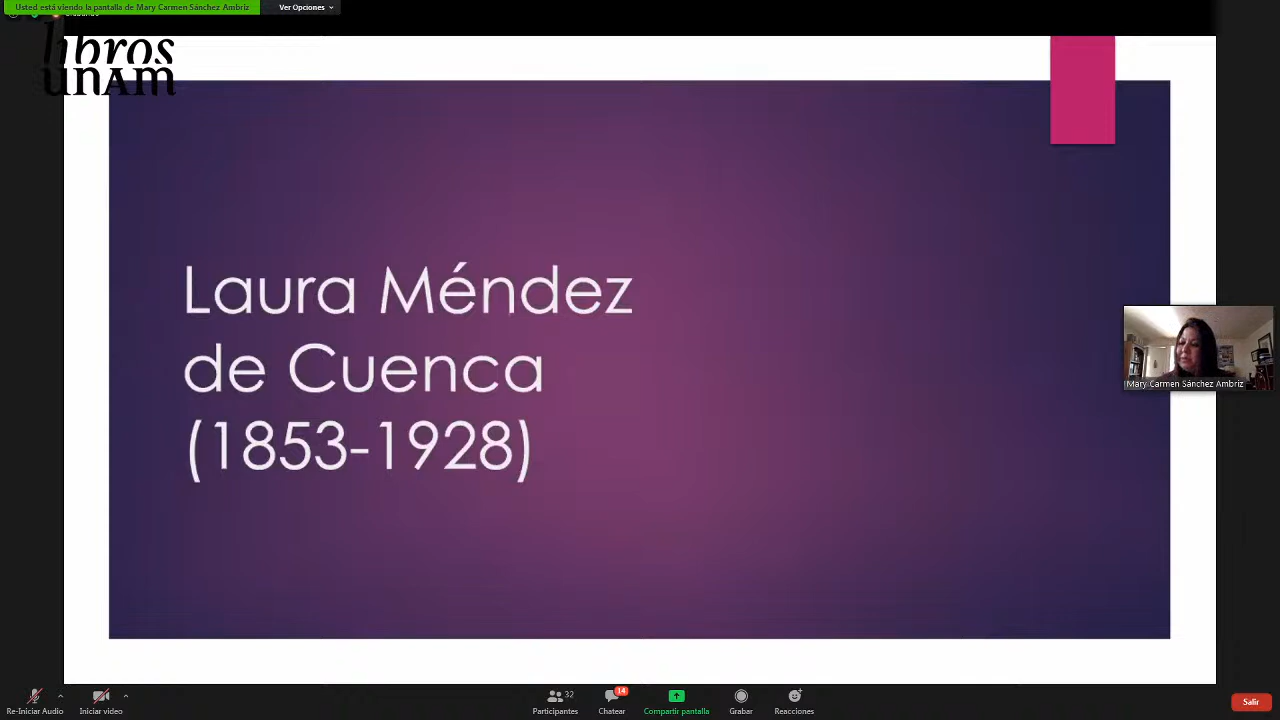 Usted está viendo la pantalla de Mary Carmen Sánchez Ambriz
Ver Opciones
libros
UNAM
Laura Méndez
de Cuenca
(1853-1928)
Mary Carmen Sánchez Ambriz
Re-Iniciar Audio
Iniciar video
32
Participantes
14
Chatear
Compartir pantalla
Grabar
Reacciones
Salir